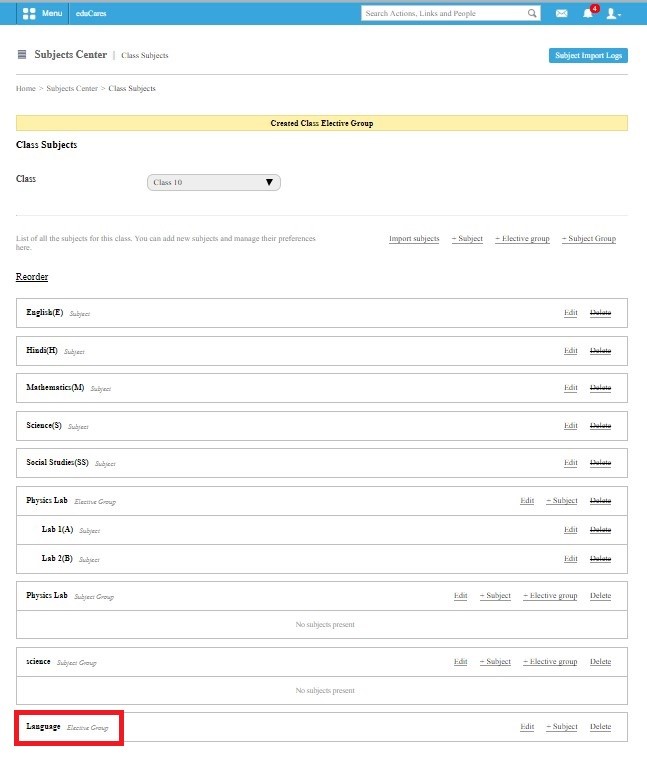 Menu eduCares Search Actions, Links and People 4
Subjects Center | Class Subjects Subject Import Logs
Home > Subjects Center > Class Subjects
Created Class Elective Group
Class Subjects
Class Class 10
List of all the subjects for this class. You can add new subjects and manage their preferences Import subjects + Subject + Elective group + Subject Group
here.
Reorder
English(E) Subject Edit Delete
Hindi(H) Subject Edit Delete
Mathematics(M) Subject Edit Delete
Science(S) Subject Edit Delete
Social Studies(SS) Subject Edit Delete
Physics Lab Elective Group Edit + Subject Delete
Lab 1(A) Subject Edit Delete
Lab 2(B) Subject Edit Delete
Physics Lab Subject Group Edit + Subject + Elective group Delete
No subjects present
science Subject Group Edit + Subject + Elective group Delete
No subjects present
Language Elective Group Edit + Subject Delete